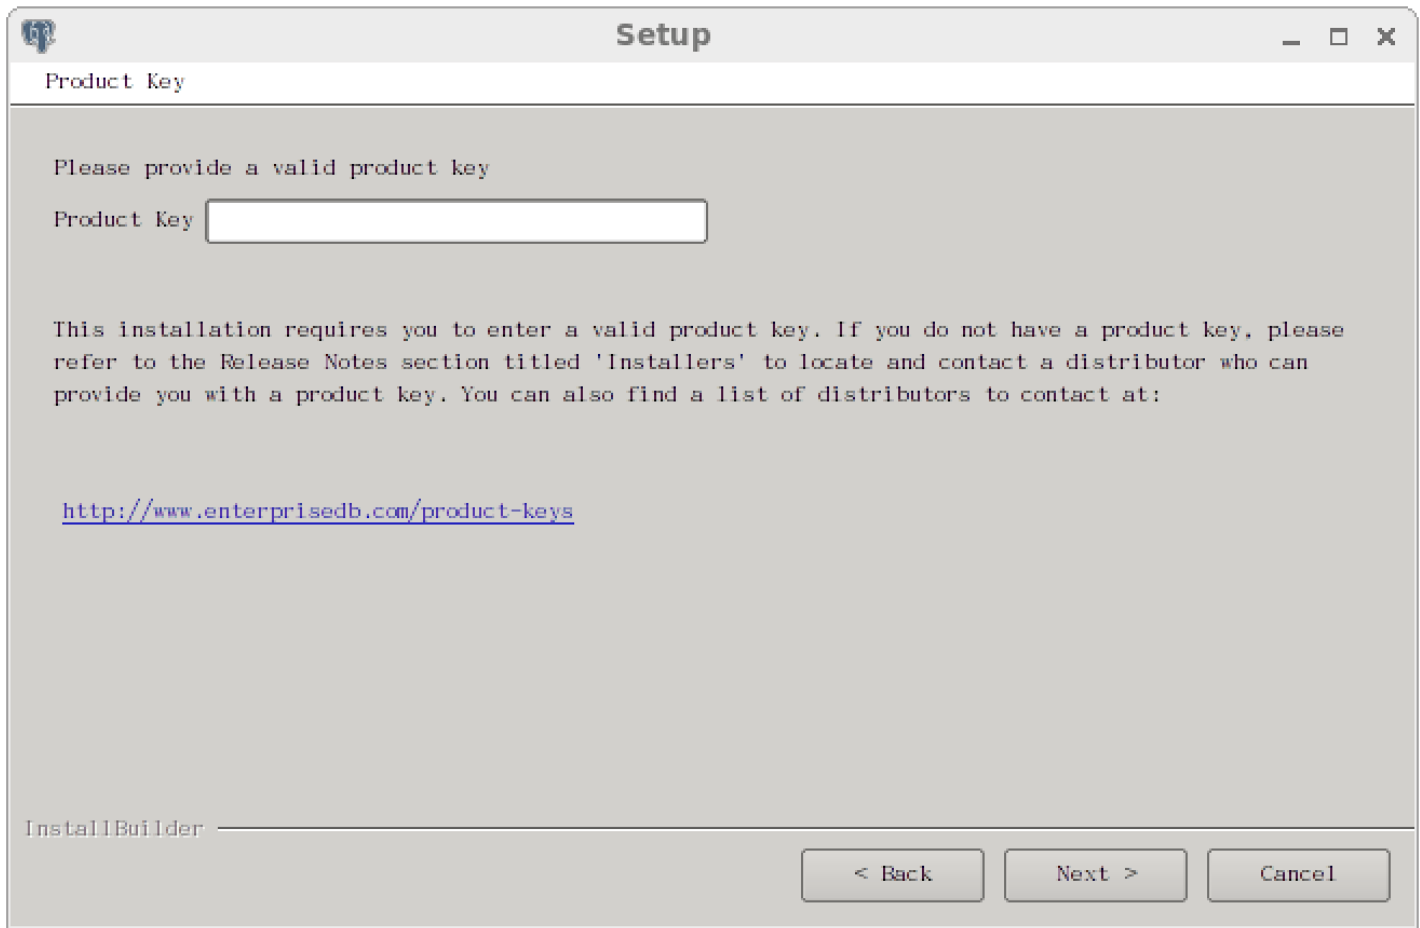 Setup
Product Key
Please provide a valid product key
Product Key
This installation requires you to enter a valid product key. If you do not have a product key, please
refer to the Release Notes section titled 'Installers' to locate and contact a distributor who can
provide you with a product key. You can also find a list of distributors to contact at:
http://www.enterprisedb.com/product-keys
InstallBuilder
< Back
Next >
Cancel